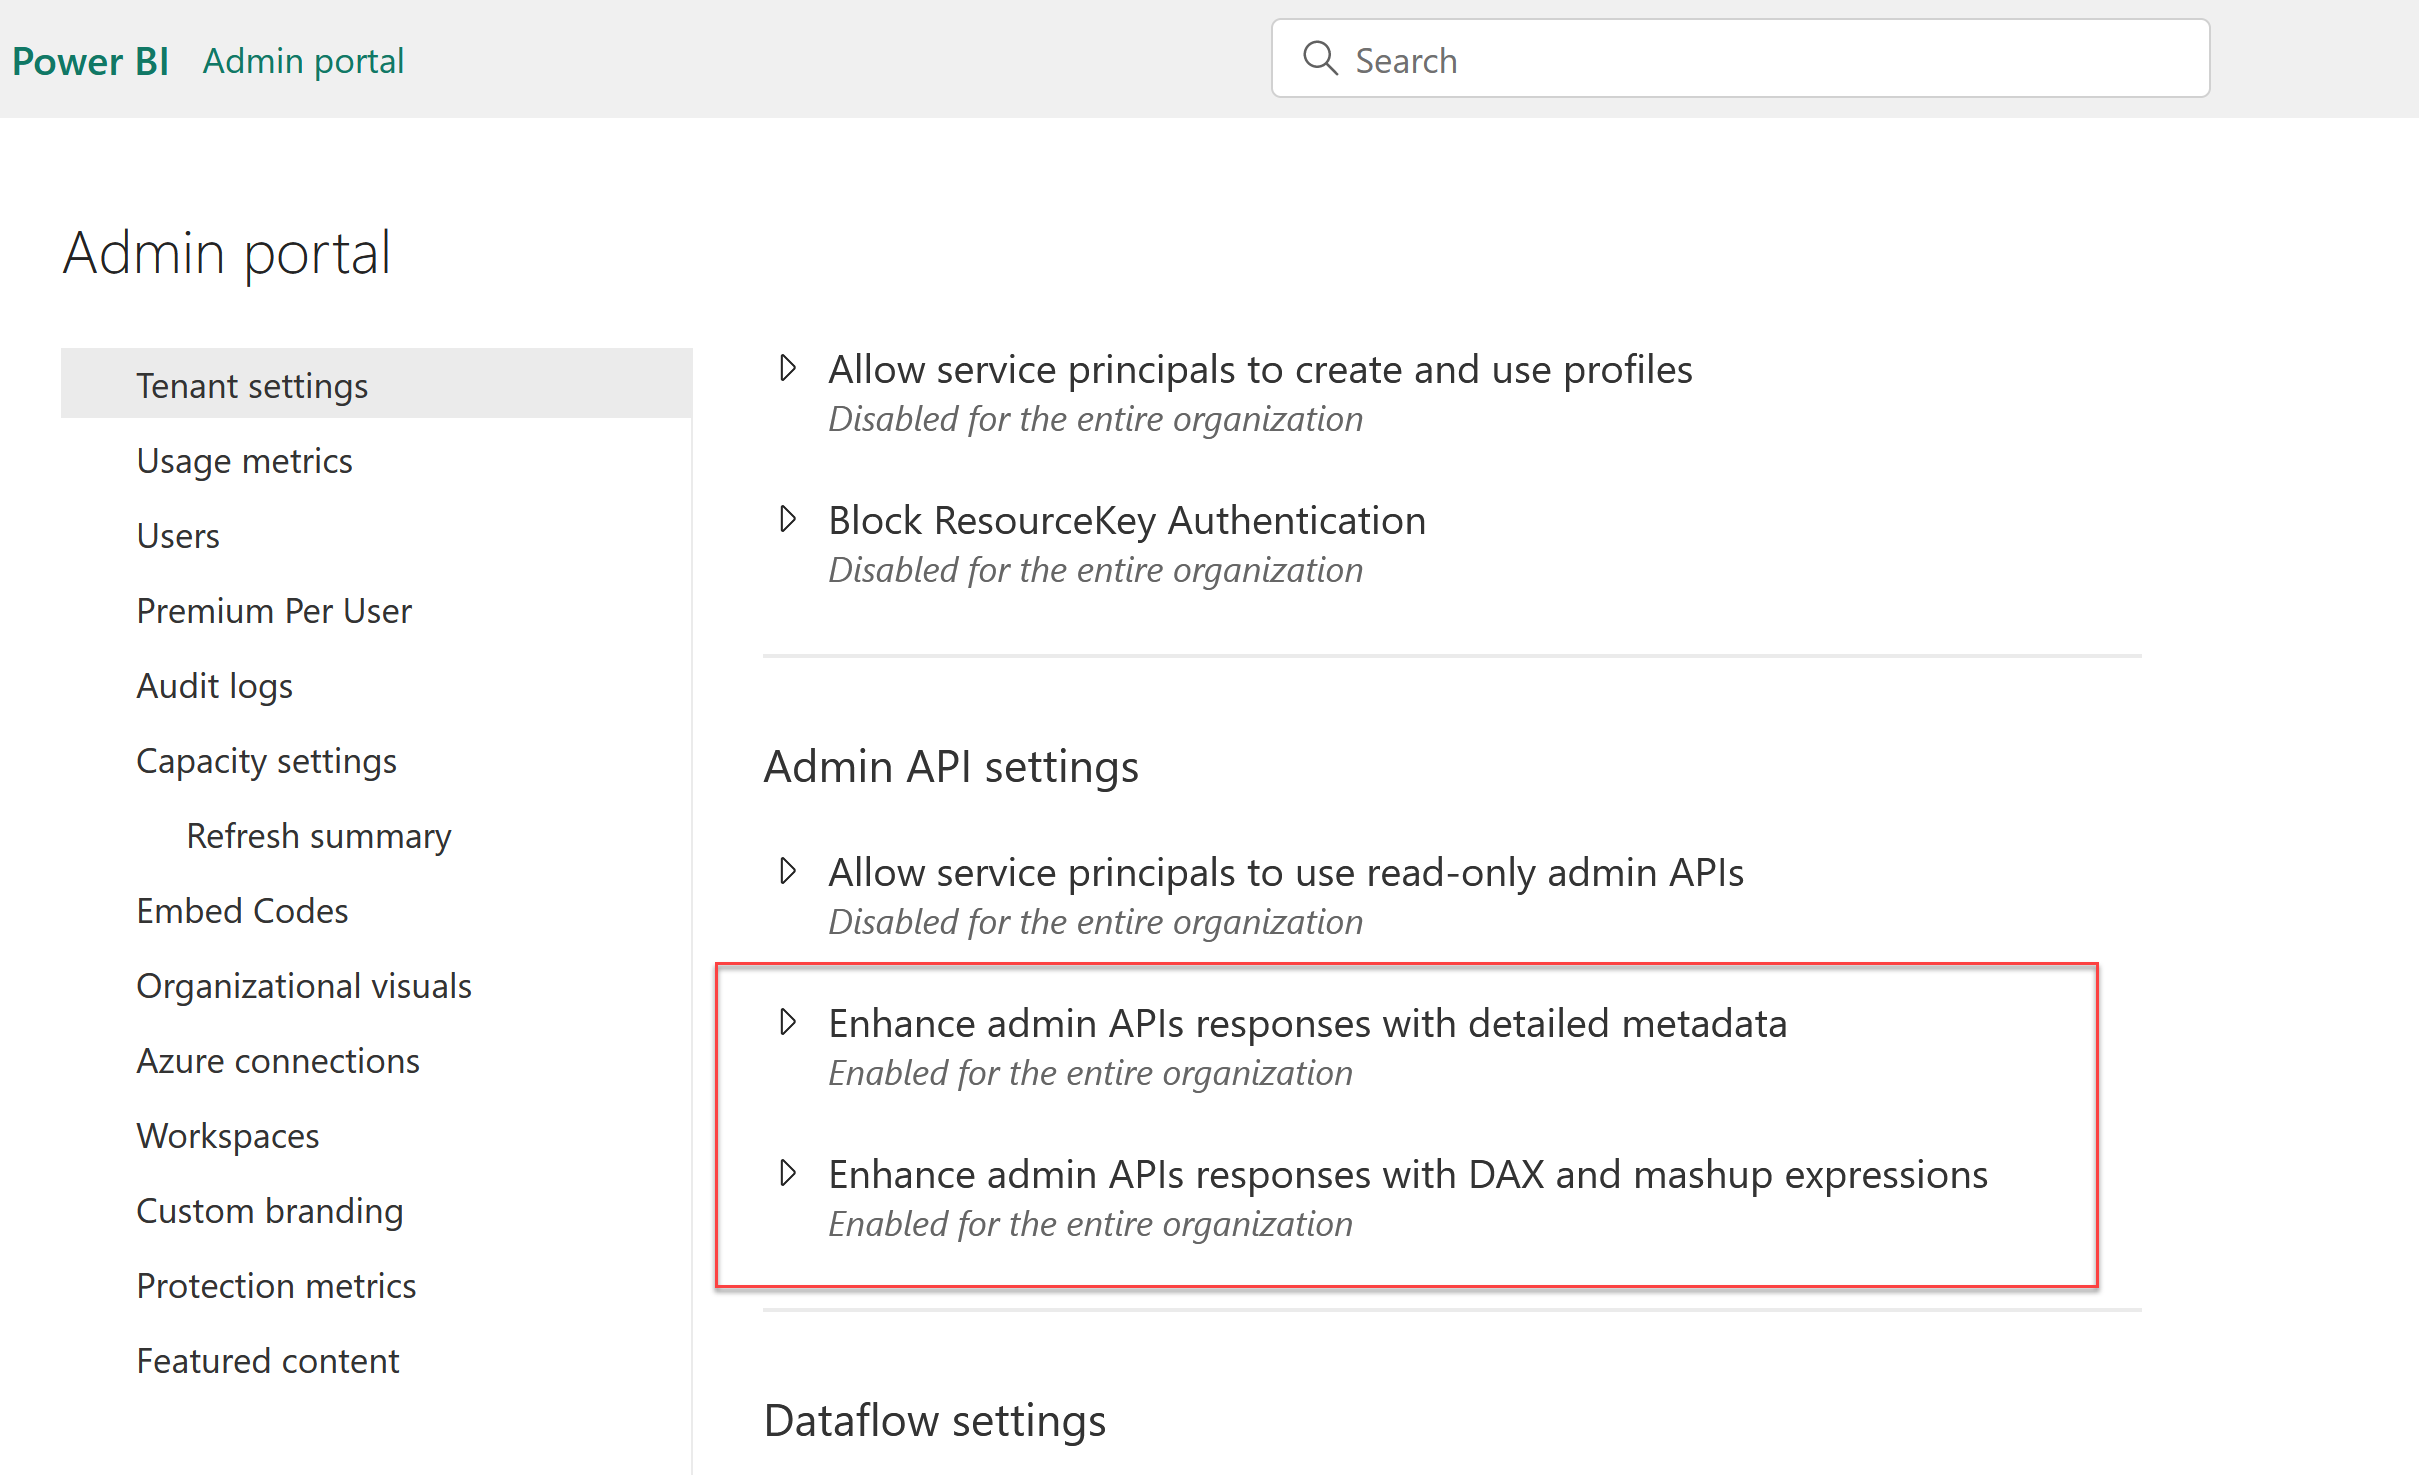 Power BI Admin portal
Search
Admin portal
Tenant settings
Usage metrics
Users
Premium Per User
Audit logs
Capacity settings
Refresh summary
Embed Codes
Organizational visuals
Azure connections
Workspaces
Custom branding
Protection metrics
Featured content
Allow service principals to create and use profiles
Disabled for the entire organization
Block ResourceKey Authentication
Disabled for the entire organization
Admin API settings
Allow service principals to use read-only admin APIs
Disabled for the entire organization
Enhance admin APIs responses with detailed metadata
Enabled for the entire organization
Enhance admin APIs responses with DAX and mashup expressions
Enabled for the entire organization
Dataflow settings